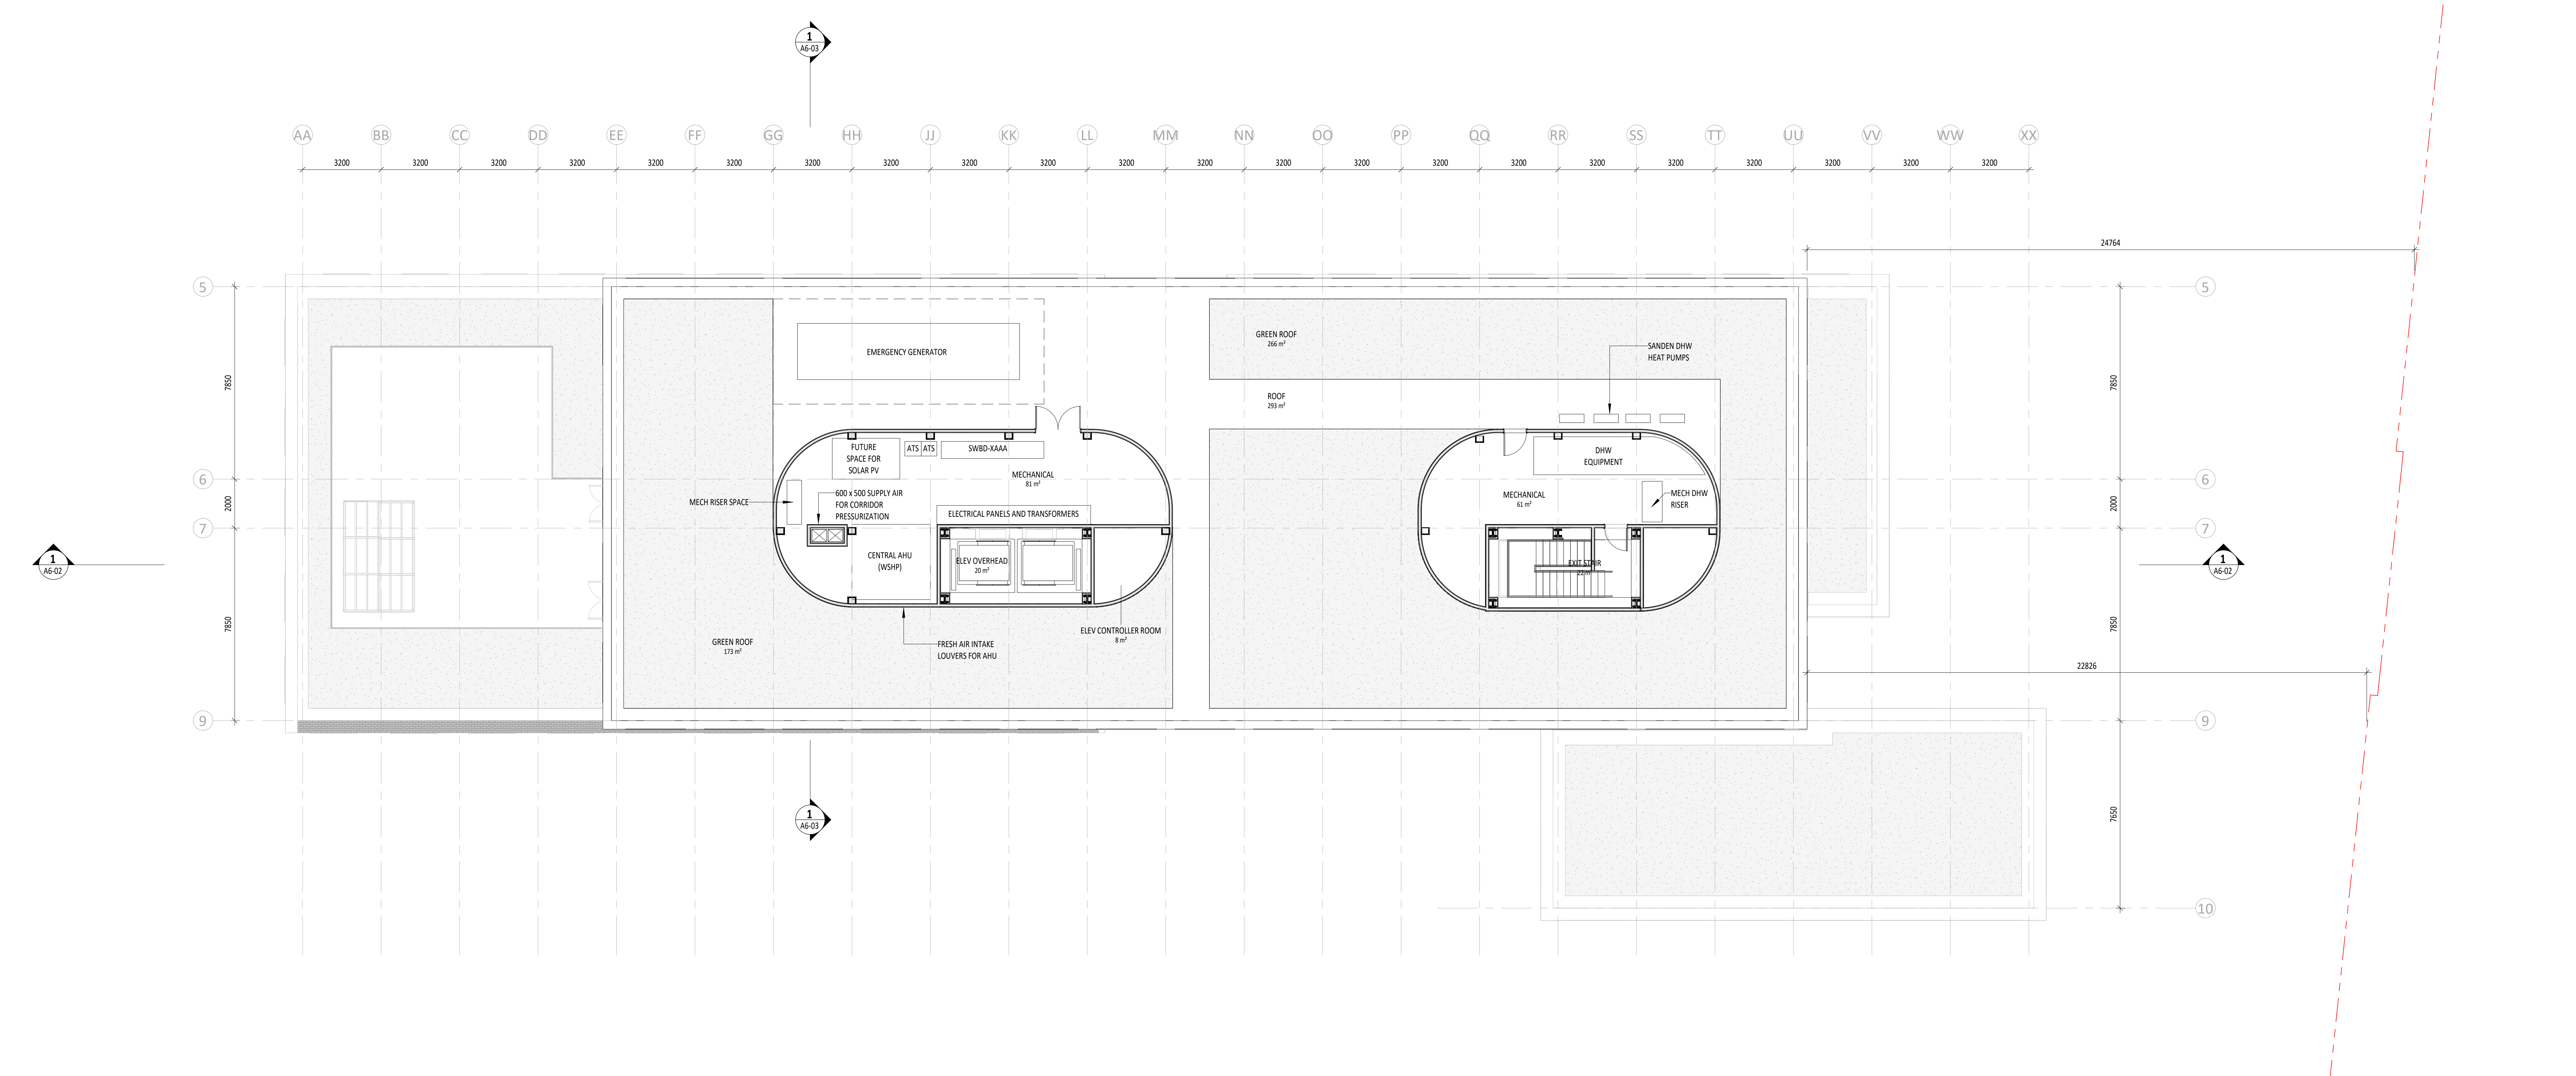 1
A6-03
AA BB CC DD EE FF GG HH JJ KK LL MM NN OO PP QQ RR SS TT UU VV WW XX
3200 3200 3200 3200 3200 3200 3200 3200 3200 3200 3200 3200 3200 3200 3200 3200 3200 3200 3200 3200 3200 3200
24764
5 5
GREEN ROOF
266 m²
SANDEN DHW
HEAT PUMPS
EMERGENCY GENERATOR
7850 7850
ROOF
293 m²
FUTURE
SPACE FOR
SOLAR PV
ATS ATS
SWBD-XAAA
DHW
EQUIPMENT
MECHANICAL
81 m²
6 6
MECH RISER SPACE
600 x 500 SUPPLY AIR
FOR CORRIDOR
PRESSURIZATION
MECHANICAL
61 m²
MECH DHW
RISER
2000 2000
ELECTRICAL PANELS AND TRANSFORMERS
7 7
CENTRAL AHU
(WSHP)
ELEV OVERHEAD
20 m²
EXIT STAIR
22 m²
1
A6-02
1
A6-02
7850 7850
ELEV CONTROLLER ROOM
8 m²
GREEN ROOF
173 m²
FRESH AIR INTAKE
LOUVERS FOR AHU
22826
9 9
1
A6-03
7650
10